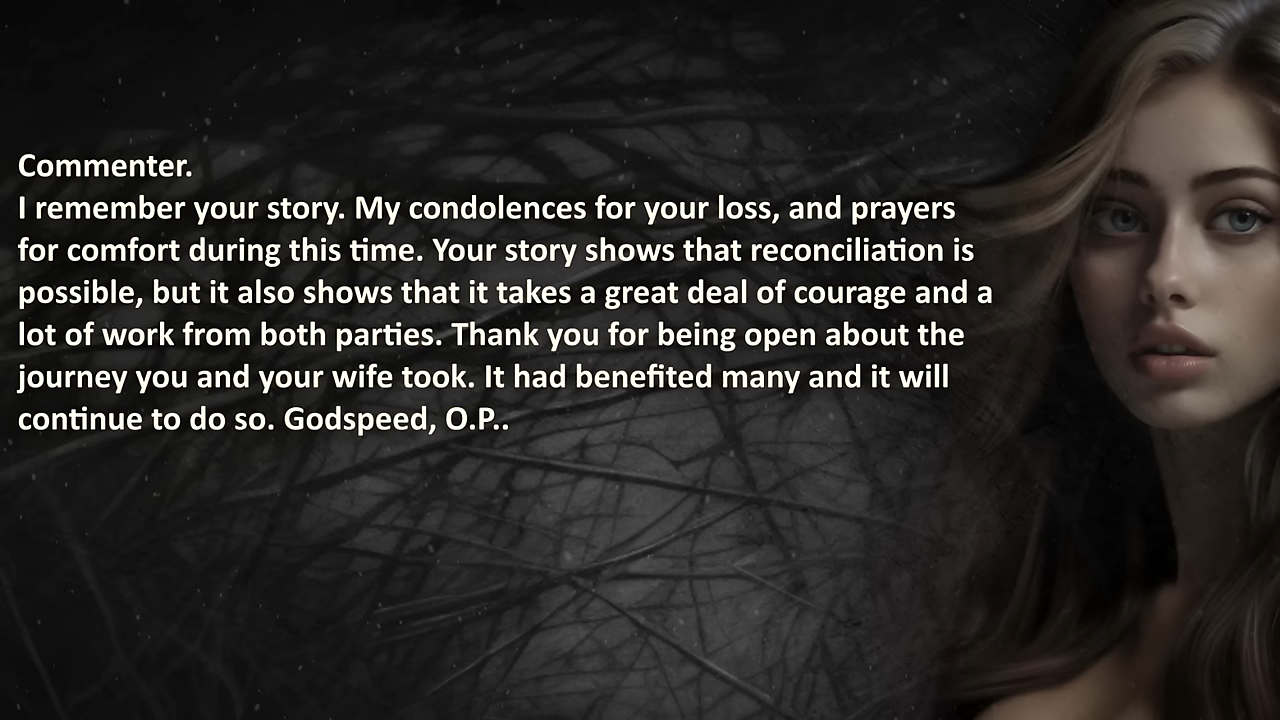 Commenter.
I remember your story. My condolences for your loss, and prayers
for comfort during this time. Your story shows that reconciliation is
possible, but it also shows that it takes a great deal of courage and a
lot of work from both parties. Thank you for being open about the
journey you and your wife took. It had benefited many and it will
continue to do so. Godspeed, O.P..